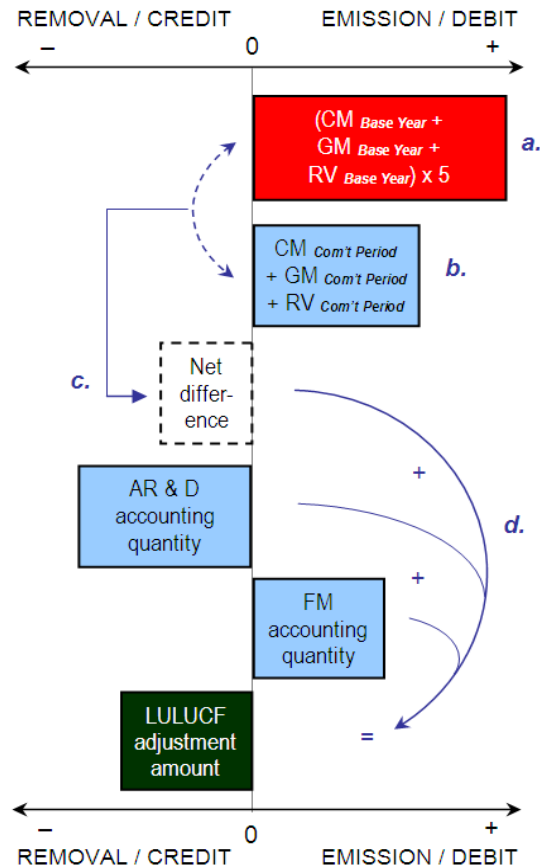 REMOVAL / CREDIT 0 EMISSION / DEBIT
– +
(CM Base Year +
GM Base Year +
RV Base Year) x 5
a.
CM Com't Period
+ GM Com't Period
+ RV Com't Period
b.
c.
Net
differ-
ence
+
AR & D
accounting
quantity
d.
+
FM
accounting
quantity
LULUCF
adjustment
amount
=
– 0 +
REMOVAL / CREDIT EMISSION / DEBIT